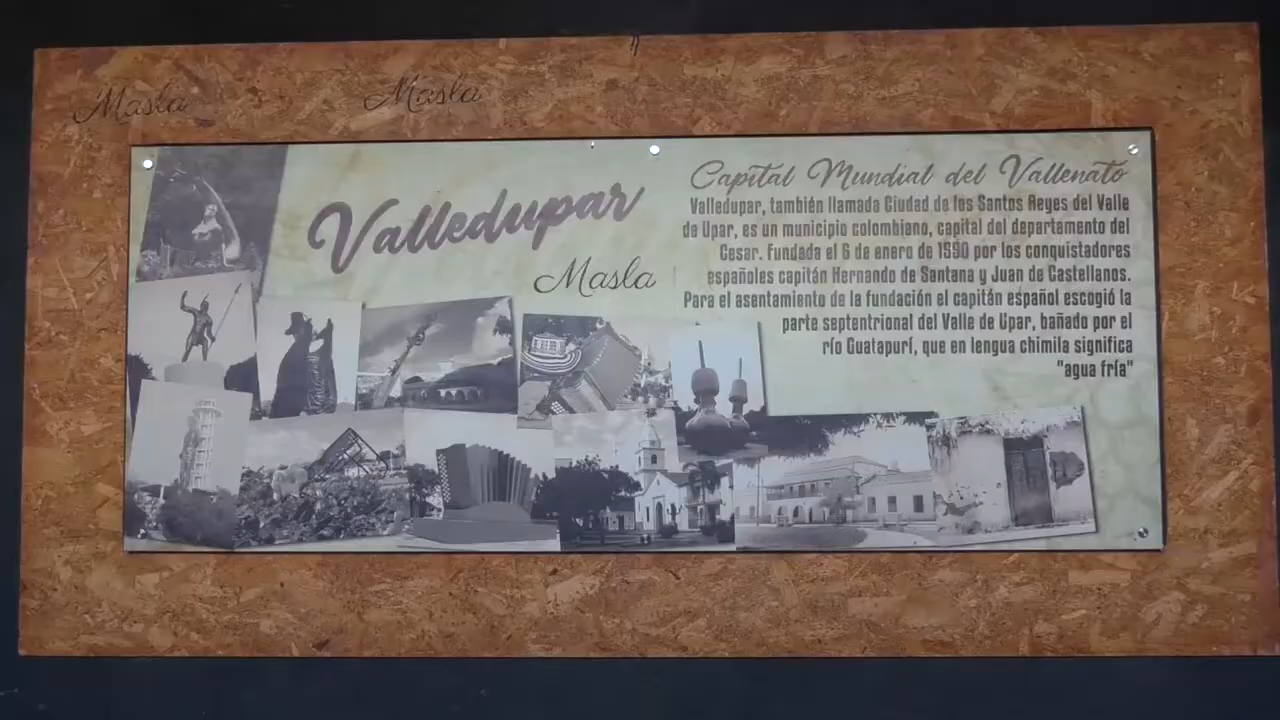 Masla Masla
Valledupar
Masla
Capital Mundial del Vallenato
Valledupar, también llamada Ciudad de los Santos Reyes del Valle
de Upar, es un municipio colombiano, capital del departamento del
Cesar. Fundada el 6 de enero de 1590 por los conquistadores
españoles capitán Hernando de Santana y Juan de Castellanos.
Para el asentamiento de la fundación el capitán español escogió la
parte septentrional del Valle de Upar, bañado por el
río Guatapurí, que en lengua chimila significa
"agua fría"